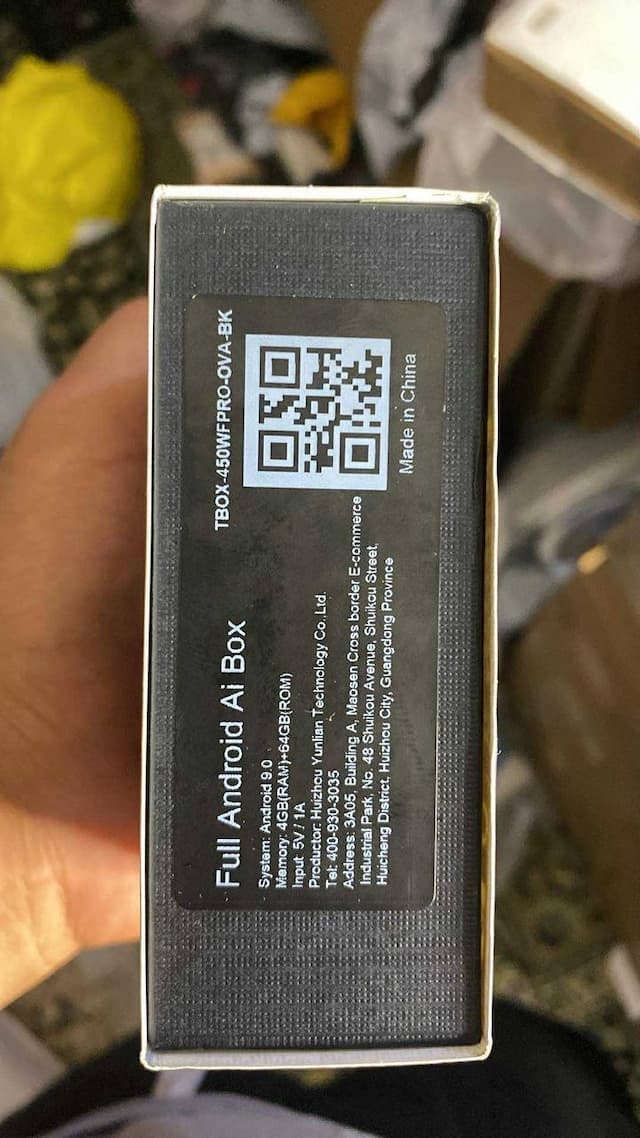 Full Android Ai Box
System: Android 9.0
Memory: 4GB(RAM)+64GB(ROM)
Input 5V/1A
Productor: Huizhou Yunlian Technology Co.,Ltd.
Tel: 400-930-3035
Address: 3A05, Building A, Maosen Cross border E-commerce
Industrial Park, No. 48 Shuikou Avenue, Shuikou Street,
Huicheng District, Huizhou City, Guangdong Province
TBOX-450WFPRO-OVA-BK
Made in China